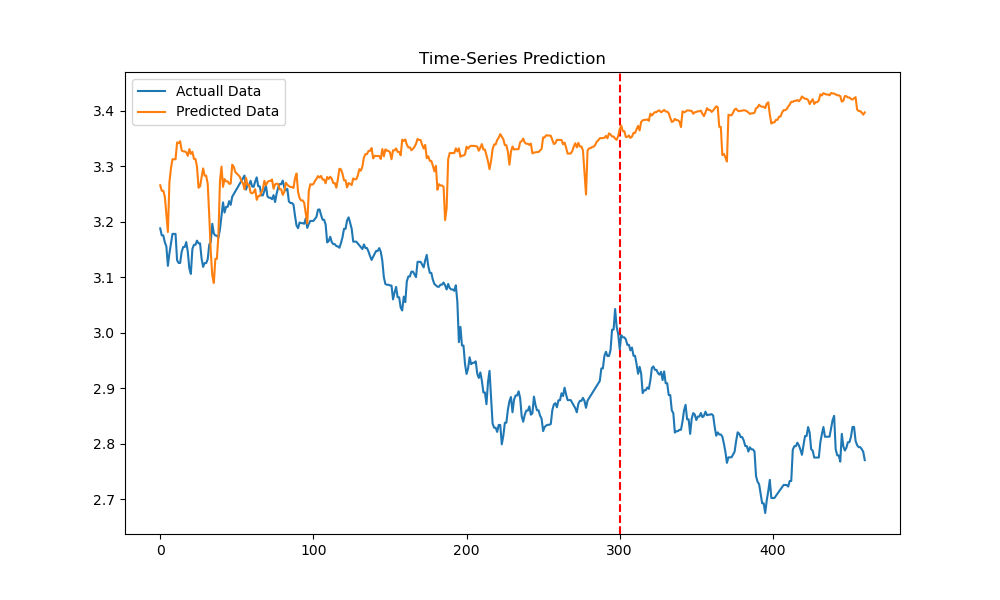 Time-Series Prediction
Actuall Data
Predicted Data
3.4
3.3
3.2
3.1
3.0
2.9
2.8
2.7
0 100 200 300 400